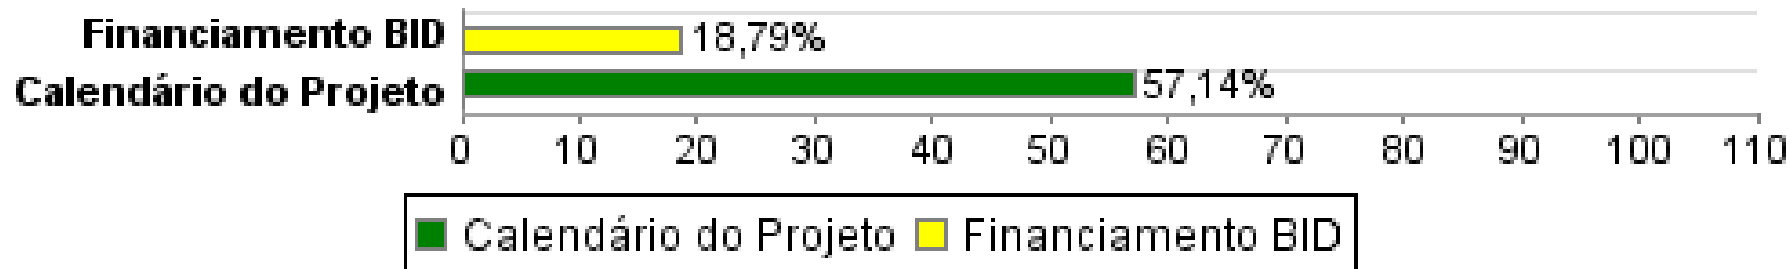 Financiamento BID 18,79%
Calendário do Projeto 57,14%
0 10 20 30 40 50 60 70 80 90 100 110
Calendário do Projeto Financiamento BID